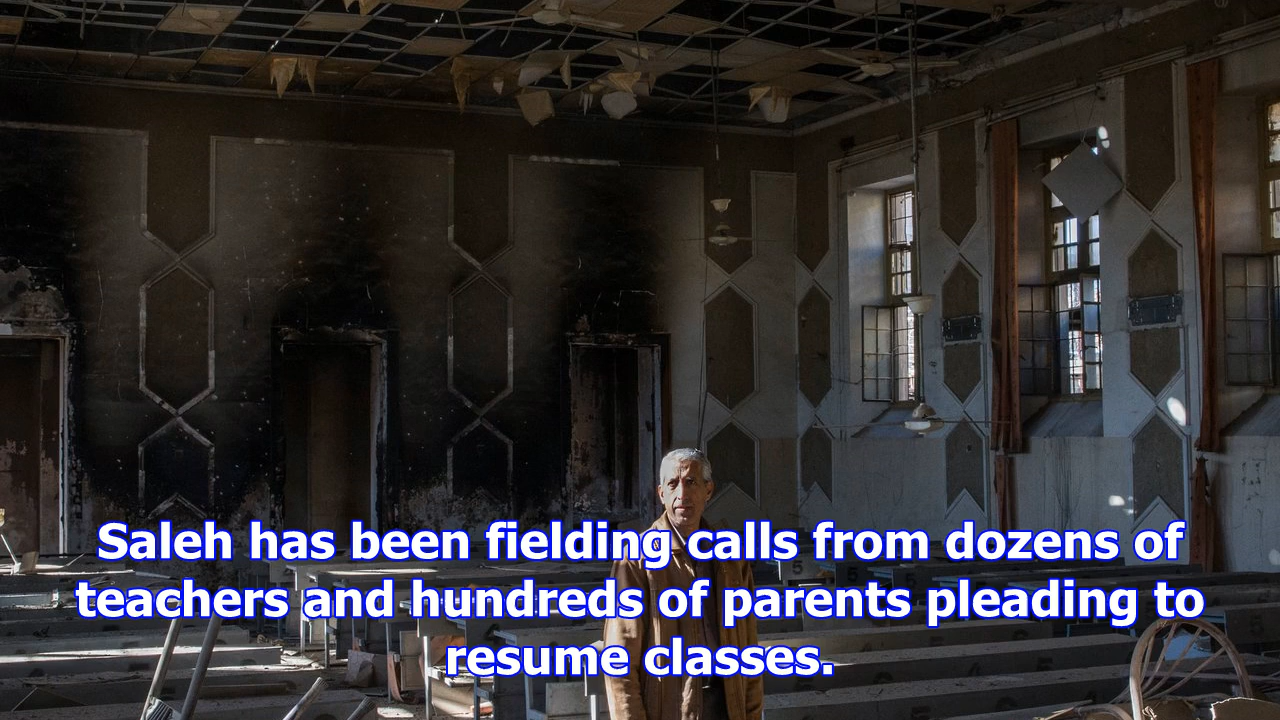 Saleh has been fielding calls from dozens of
teachers and hundreds of parents pleading to
resume classes.